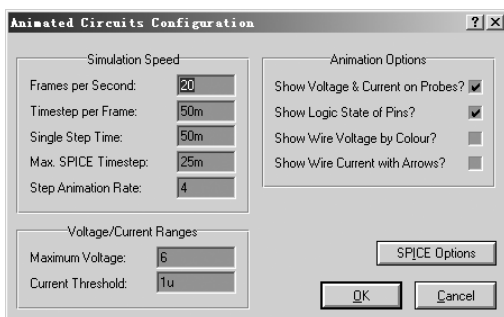 Animated Circuits Configuration
Simulation Speed
Frames per Second: 20
Timestep per Frame: 50m
Single Step Time: 50m
Max. SPICE Timestep: 25m
Step Animation Rate: 4
Voltage/Current Ranges
Maximum Voltage: 6
Current Threshold: 1u
Animation Options
Show Voltage & Current on Probes?
Show Logic State of Pins?
Show Wire Voltage by Colour?
Show Wire Current with Arrows?
SPICE Options
OK
Cancel